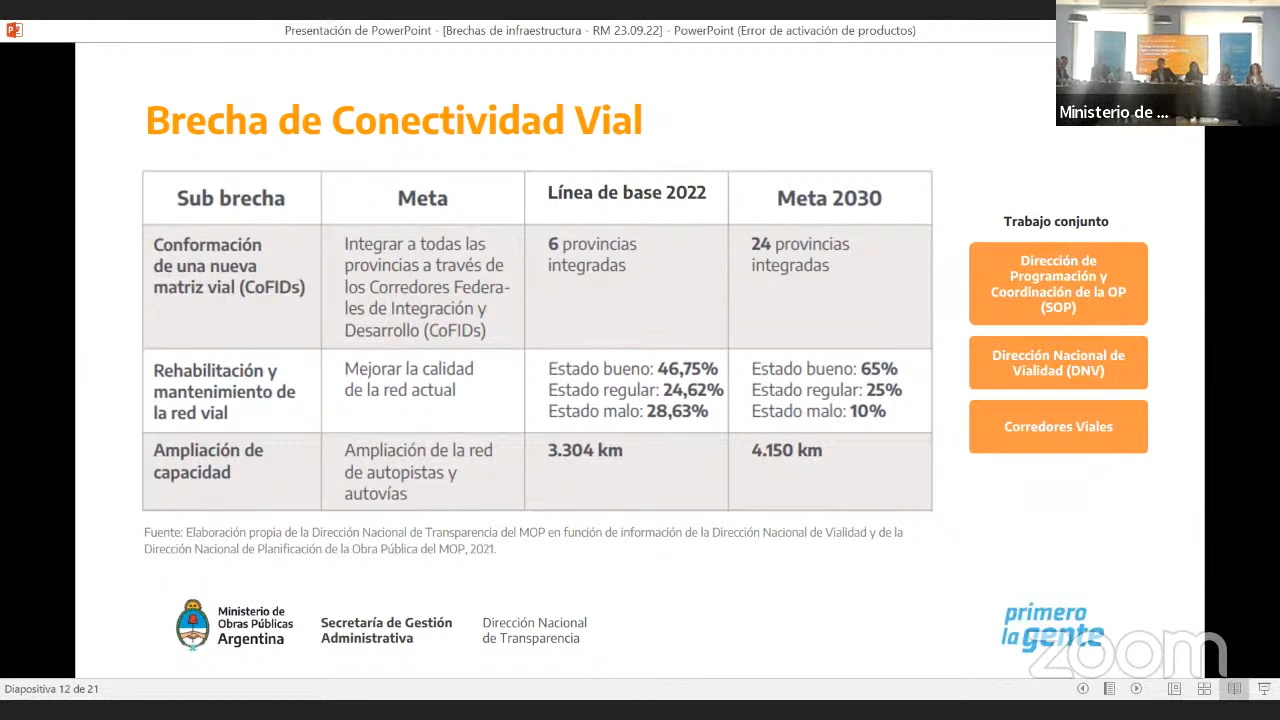 Presentación de PowerPoint - [Brechas de infraestructura - RM 23.09.22] - PowerPoint (Error de activación de productos)
Ministerio de ...
Brecha de Conectividad Vial
Sub brecha
Meta
Línea de base 2022
Meta 2030
Conformación
de una nueva
matriz vial (CoFIDs)
Integrar a todas las
provincias a través de
los Corredores Federa-
les de Integración y
Desarrollo (CoFIDs)
6 provincias
integradas
24 provincias
integradas
Rehabilitación y
mantenimiento de
la red vial
Mejorar la calidad
de la red actual
Estado bueno: 46,75%
Estado regular: 24,62%
Estado malo: 28,63%
Estado bueno: 65%
Estado regular: 25%
Estado malo: 10%
Ampliación de
capacidad
Ampliación de la red
de autopistas y
autovías
3.304 km
4.150 km
Trabajo conjunto
Dirección de
Programación y
Coordinación de la OP
(SOP)
Dirección Nacional de
Vialidad (DNV)
Corredores Viales
Fuente: Elaboración propia de la Dirección Nacional de Transparencia del MOP en función de información de la Dirección Nacional de Vialidad y de la
Dirección Nacional de Planificación de la Obra Pública del MOP, 2021.
Ministerio de
Obras Públicas
Argentina
Secretaría de Gestión
Administrativa
Dirección Nacional
de Transparencia
primero
la gente
zoom
Diapositiva 12 de 21